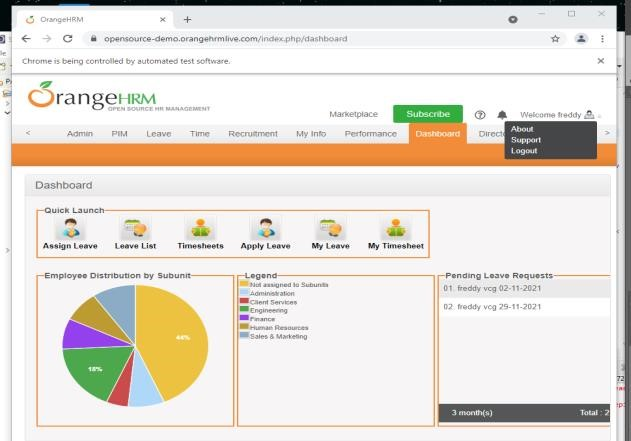 OrangeHRM
opensource-demo.orangehrmlive.com/index.php/dashboard
Chrome is being controlled by automated test software.
OrangeHRM
OPEN SOURCE HR MANAGEMENT
Marketplace Subscribe Welcome freddy
Admin PIM Leave Time Recruitment My Info Performance Dashboard Direct
About
Support
Logout
Dashboard
Quick Launch
Assign Leave Leave List Timesheets Apply Leave My Leave My Timesheet
Employee Distribution by Subunit
44%
18%
Legend
Not assigned to Subunits
Administration
Client Services
Engineering
Finance
Human Resources
Sales & Marketing
Pending Leave Requests
01. freddy vcg 02-11-2021
02. freddy vcg 29-11-2021
3 month(s) Total : 2